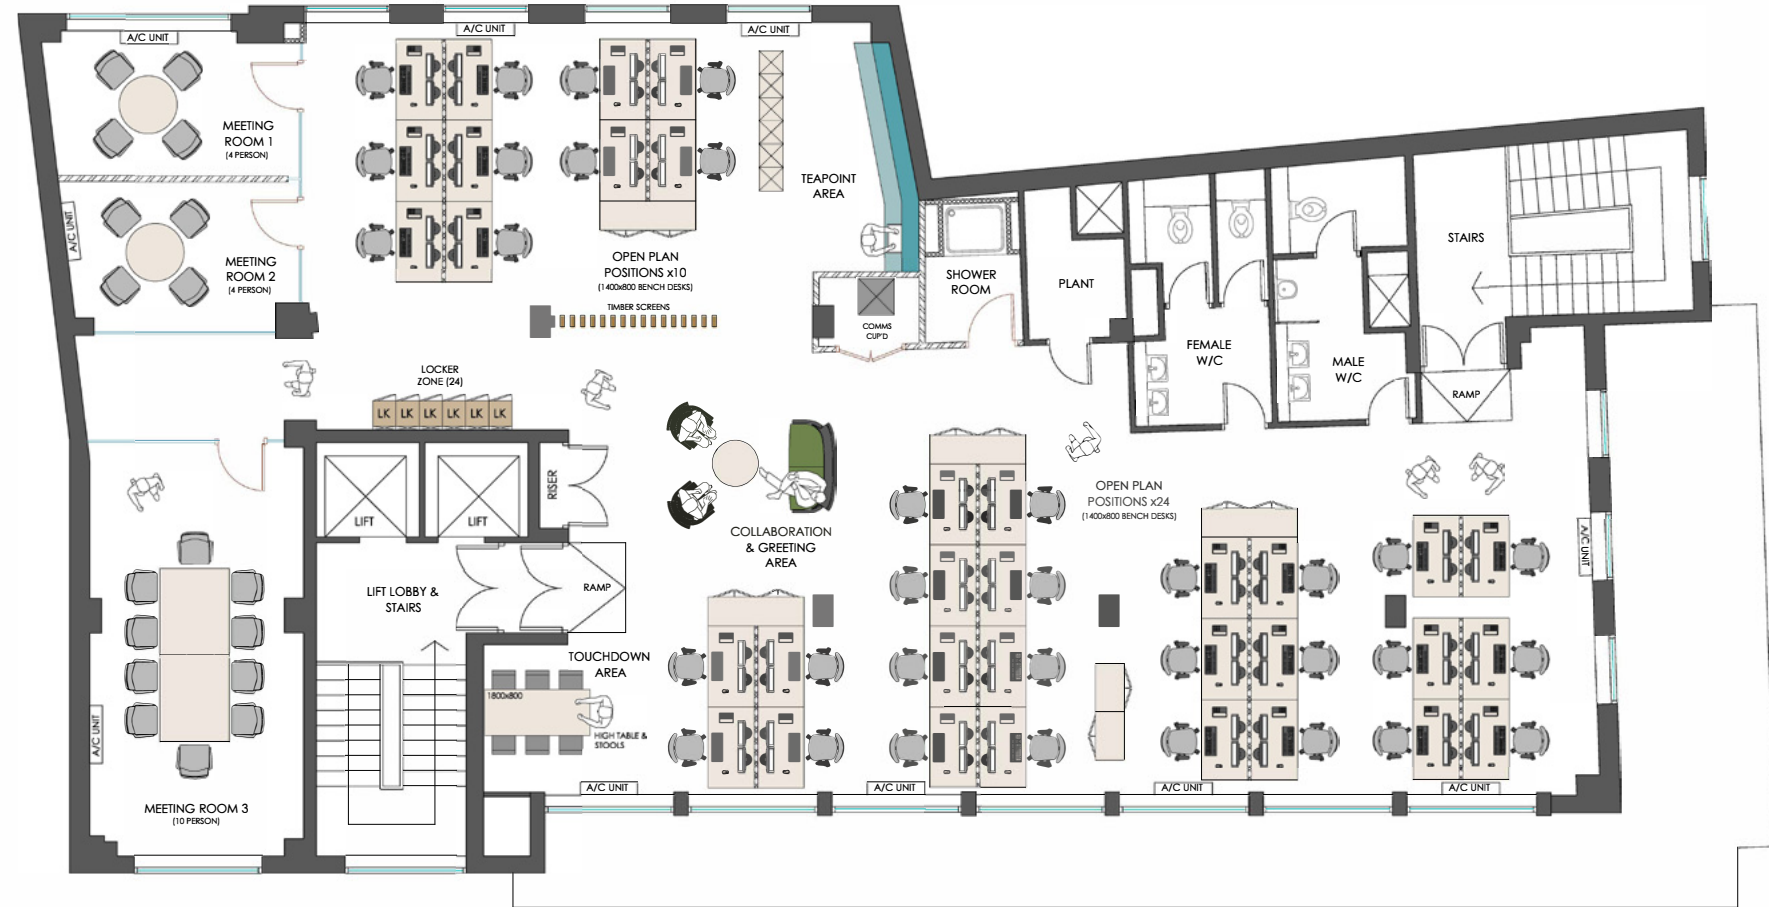 A/C UNIT
A/C UNIT
A/C UNIT
MEETING
ROOM 1
(4 PERSON)
TEAPOINT
AREA
A/C UNIT
MEETING
ROOM 2
(4 PERSON)
OPEN PLAN
POSITIONS x10
(1400x800 BENCH DESKS)
TIMBER SCREENS
SHOWER
ROOM
PLANT
STAIRS
COMMS
CUP'D
FEMALE
W/C
MALE
W/C
RAMP
LOCKER
ZONE (24)
LK LK LK LK LK LK
RISER
LIFT
LIFT
OPEN PLAN
POSITIONS x24
(1400x800 BENCH DESKS)
COLLABORATION
& GREETING
AREA
A/C UNIT
LIFT LOBBY &
STAIRS
RAMP
TOUCHDOWN
AREA
1800x800
HIGH TABLE &
STOOLS
A/C UNIT
MEETING ROOM 3
(10 PERSON)
A/C UNIT
A/C UNIT
A/C UNIT
A/C UNIT